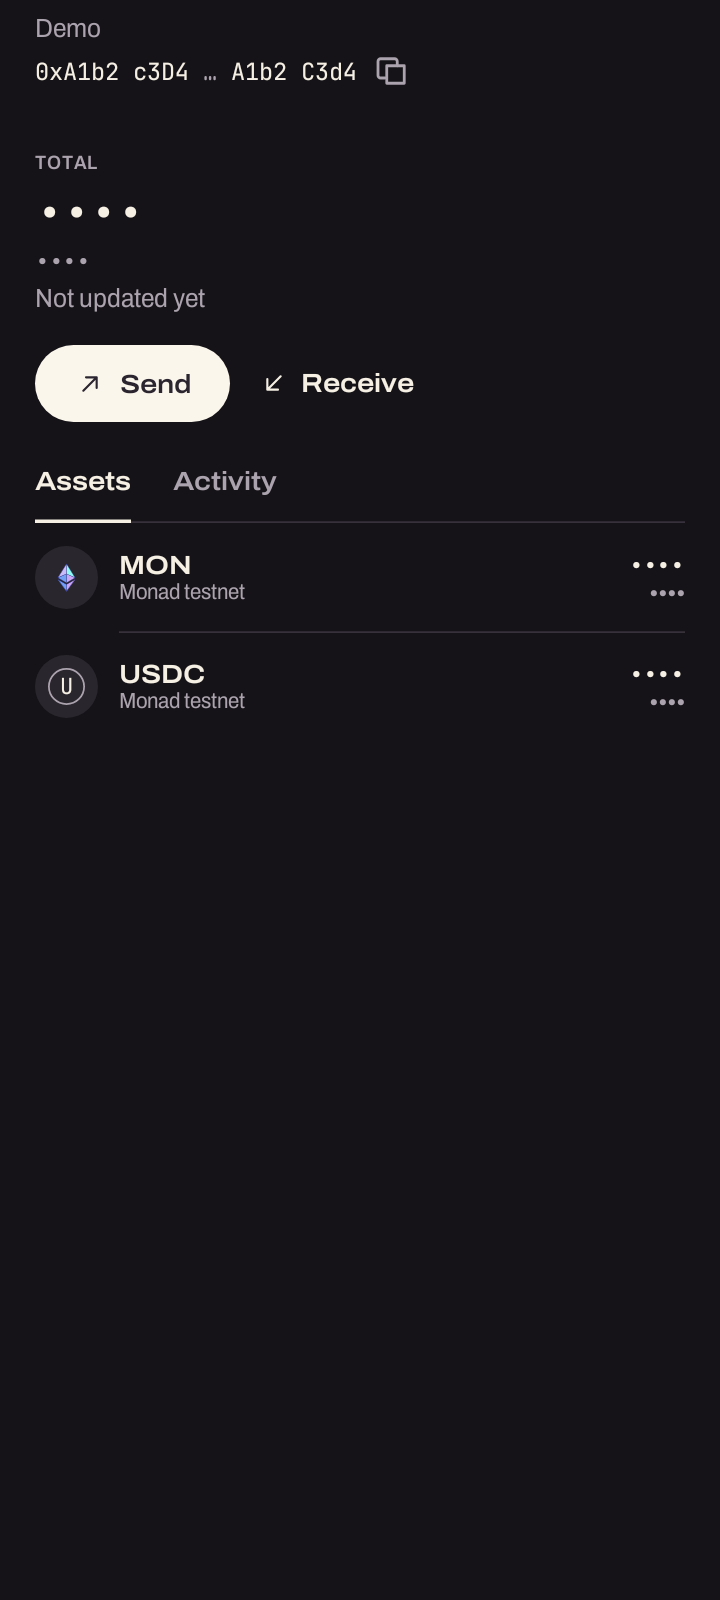 Demo
0xA1b2 c3D4 … A1b2 C3d4
TOTAL
••••
••••
Not updated yet
Send
Receive
Assets
Activity
MON
••••
Monad testnet
••••
U
USDC
••••
Monad testnet
••••